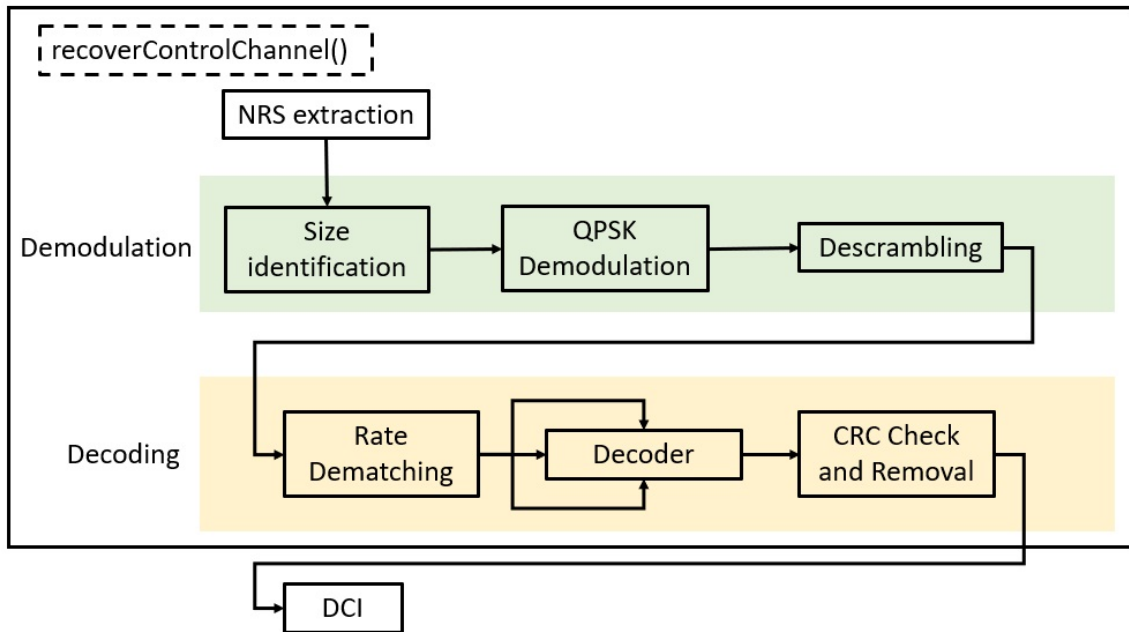 recoverControlChannel()
NRS extraction
Demodulation
Size
identification
QPSK
Demodulation
Descrambling
Decoding
Rate
Dematching
Decoder
CRC Check
and Removal
DCI